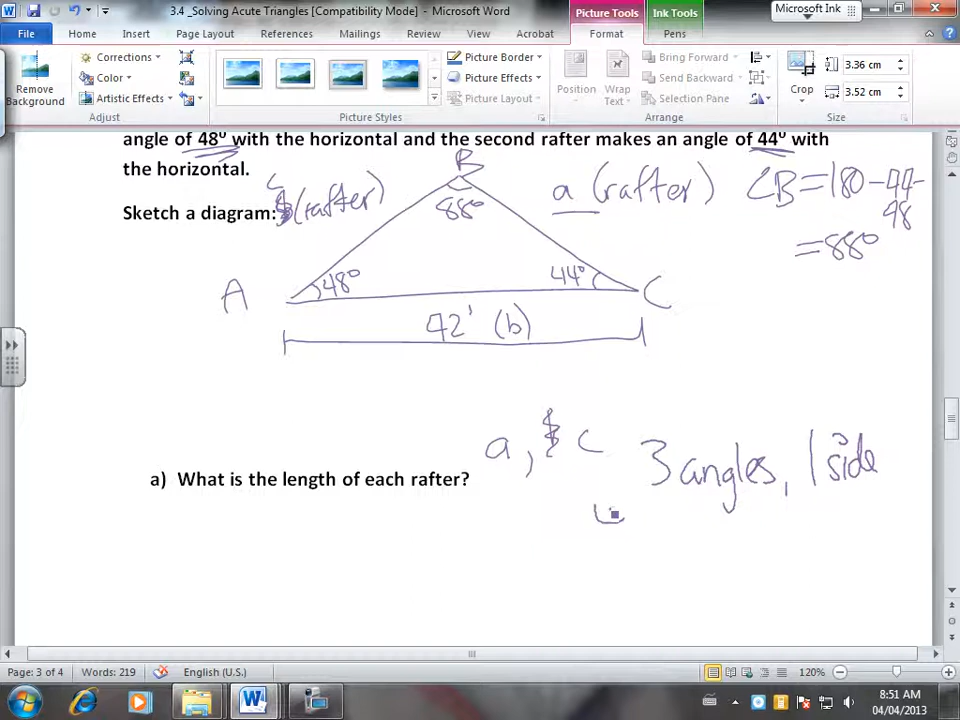 3.4 _Solving Acute Triangles [Compatibility Mode] - Microsoft Word
Picture Tools
Ink Tools
Microsoft Ink
File
Home
Insert
Page Layout
References
Mailings
Review
View
Acrobat
Format
Pens
Remove Background
Corrections
Color
Artistic Effects
Adjust
Picture Styles
Picture Border
Picture Effects
Picture Layout
Position
Wrap Text
Bring Forward
Send Backward
Selection Pane
Arrange
Crop
3.36 cm
3.52 cm
Size
angle of 48° with the horizontal and the second rafter makes an angle of 44° with
the horizontal.
Sketch a diagram:
c (rafter)
B
88°
a (rafter)
∠B = 180 - 44 -
48
= 88°
A
48°
44°
C
42' (b)
a) What is the length of each rafter?
a, c
3 angles, 1 side
Page: 3 of 4
Words: 219
English (U.S.)
120%
8:51 AM
04/04/2013